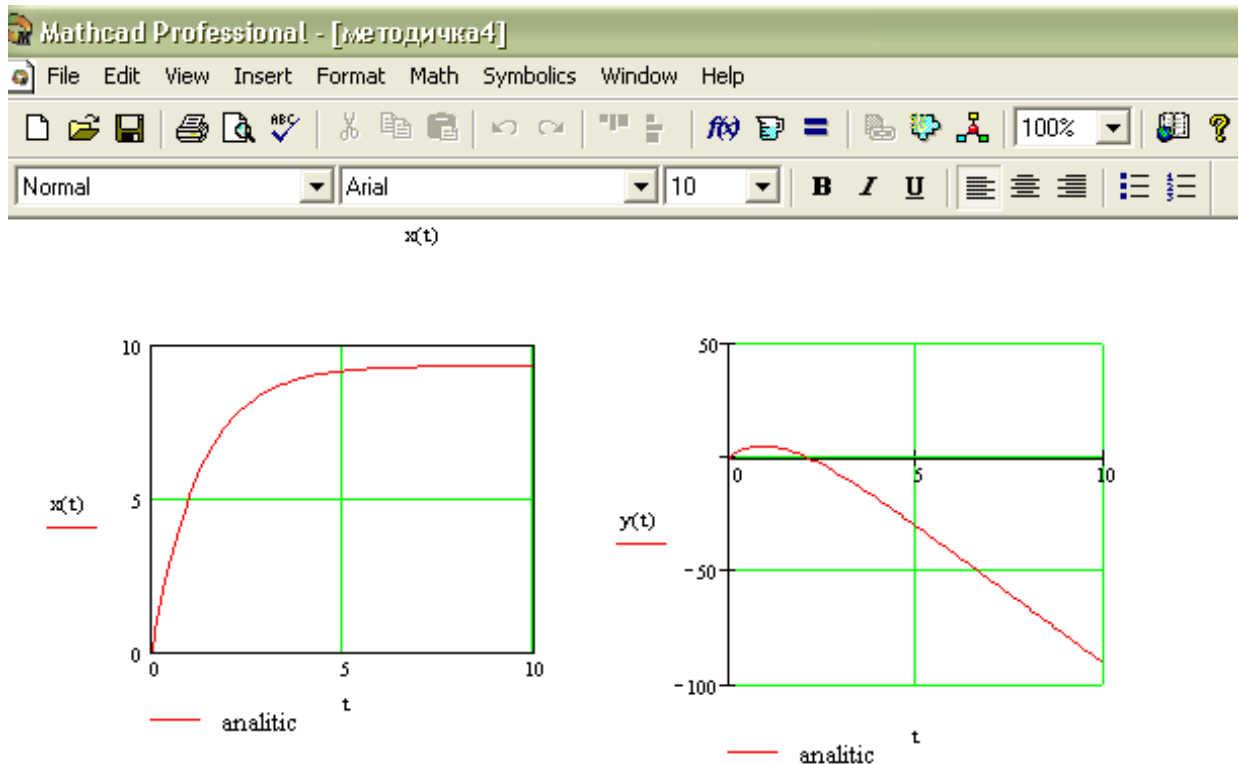 Mathcad Professional - [методичка4]
File Edit View Insert Format Math Symbolics Window Help
ABC f(x) = 100% ?
Normal Arial 10 B I U
x(t)
10
x(t) 5
0
0 5 10
t
analitic
50
0 5 10
y(t)
-50
-100
t
analitic